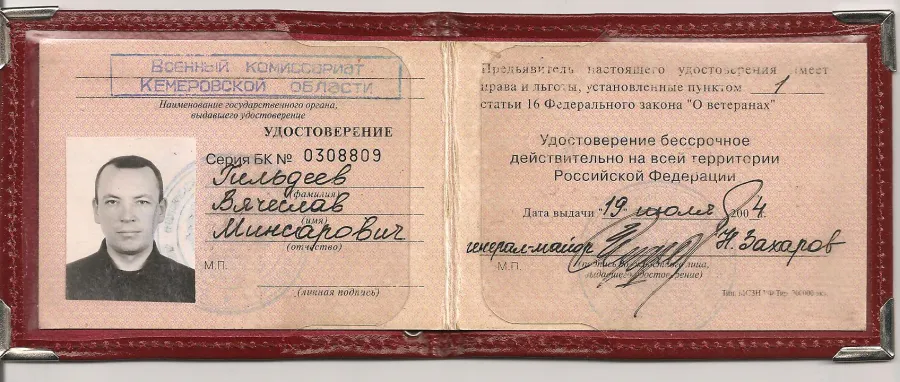 Военный комиссариат
Кемеровской области
Наименование государственного органа,
выдавшего удостоверение
УДОСТОВЕРЕНИЕ
Серия БК № 0308809
Гильдеев
(фамилия)
Вячеслав
(имя)
Минсарович
(отчество)
М.П.
(личная подпись)
Предъявитель настоящего удостоверения имеет
права и льготы, установленные пунктом 1
статьи 16 Федерального закона "О ветеранах"
Удостоверение бессрочное
действительно на всей территории
Российской Федерации
Дата выдачи "19" июля 2004.
генерал-майор Н. Захаров
М.П.
выдавшего удостоверение)